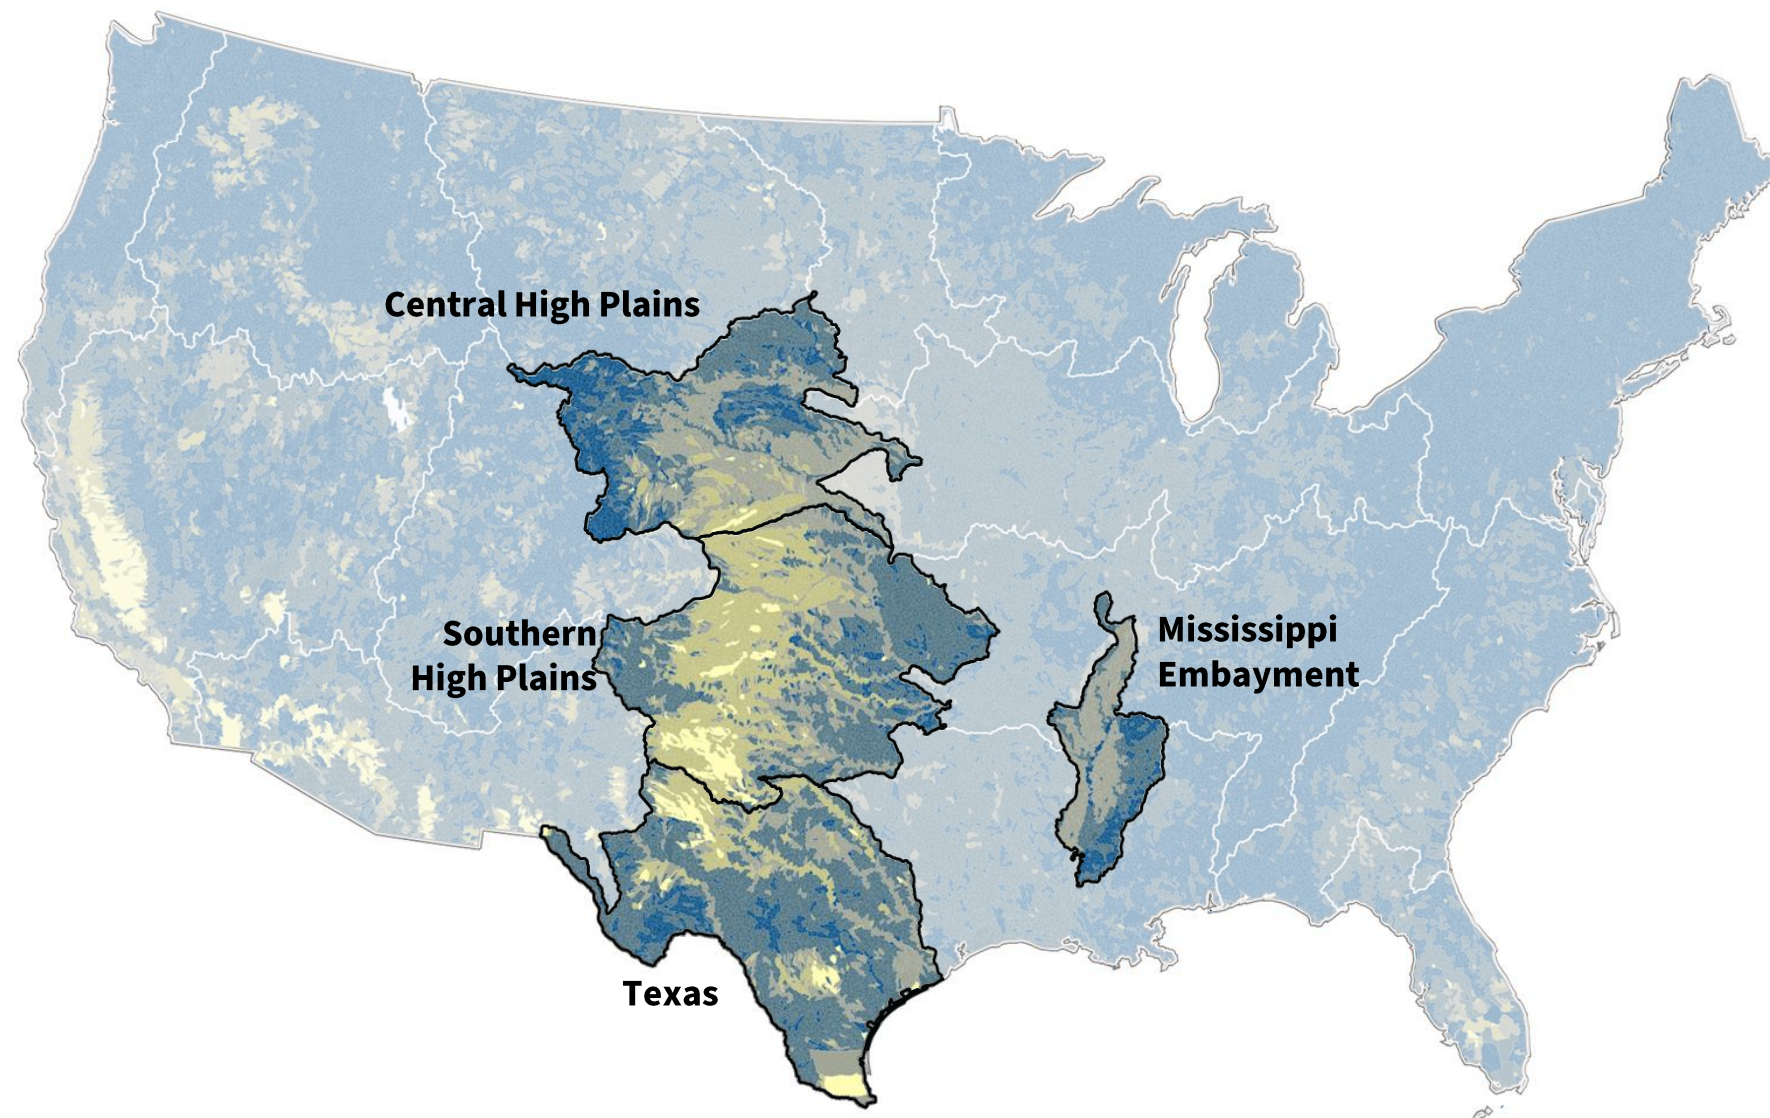 Central High Plains
Southern
High Plains
Mississippi
Embayment
Texas